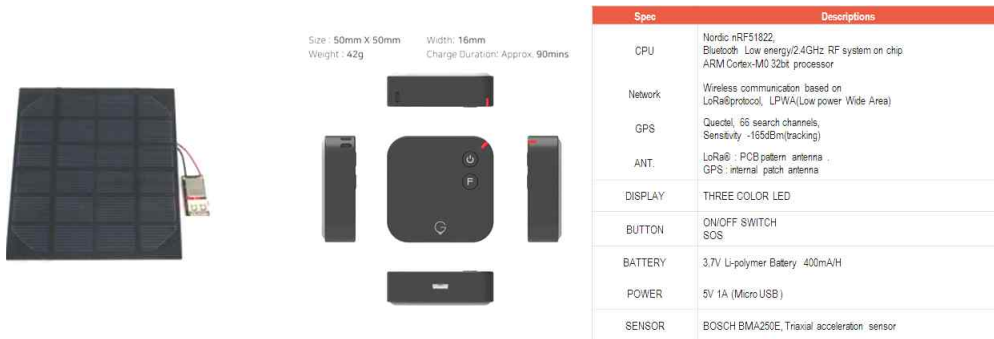 Size : 50mm X 50mm Width: 16mm
Weight : 42g Charge Duration: Approx. 90mins
P
Spec Descriptions
CPU Nordic nRF51822,
Bluetooth Low energy/2.4GHz RF system on chip
ARM Cortex-M0 32bit processor
Network Wireless communication based on
LoRa®protocol, LPWA(Low power Wide Area)
GPS Quectel, 66 search channels,
Sensitivity -165dBm(tracking)
ANT. LoRa® : PCB pattern antenna .
GPS : internal patch antenna
DISPLAY THREE COLOR LED
BUTTON ON/OFF SWITCH
SOS
BATTERY 3,7V Li-polymer Battery 400mA/H
POWER 5V 1A (Micro USB )
SENSOR BOSCH BMA250E, Triaxial acceleration sensor